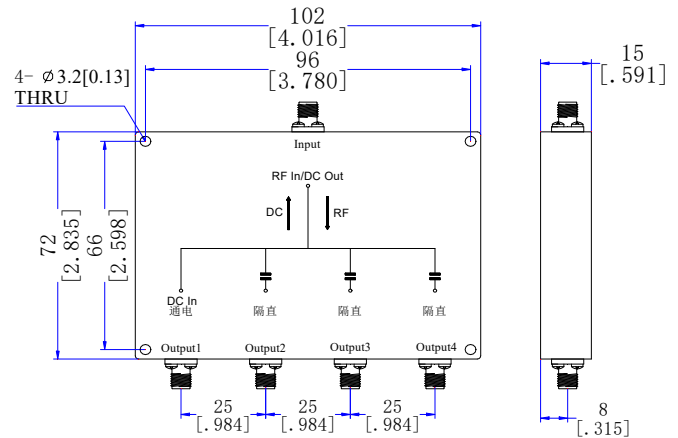 102
[4.016]
96
[3.780]
15
[.591]
4- Ø3.2[0.13]
THRU
Input
RF In/DC Out
DC
RF
72
[2.835]
66
[2.598]
DC In
通电
隔直
隔直
隔直
Output1
Output2
Output3
Output4
25
[.984]
25
[.984]
25
[.984]
8
[.315]